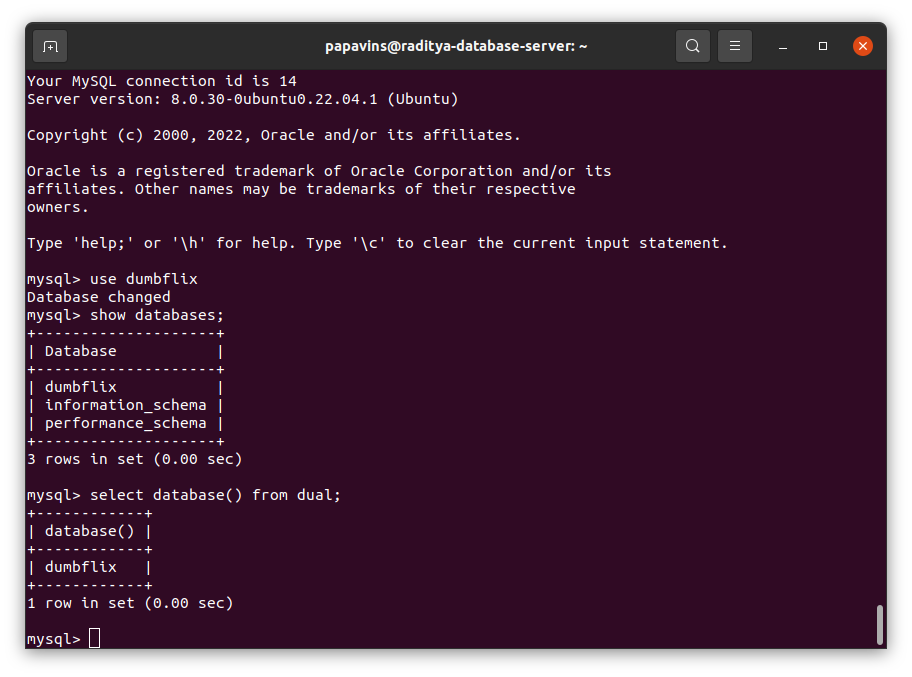 papavins@raditya-database-server: ~
Your MySQL connection id is 14
Server version: 8.0.30-0ubuntu0.22.04.1 (Ubuntu)
Copyright (c) 2000, 2022, Oracle and/or its affiliates.
Oracle is a registered trademark of Oracle Corporation and/or its
affiliates. Other names may be trademarks of their respective
owners.
Type 'help;' or '\h' for help. Type '\c' to clear the current input statement.
mysql> use dumbflix
Database changed
mysql> show databases;
+--------------------+
| Database           |
+--------------------+
| dumbflix           |
| information_schema |
| performance_schema |
+--------------------+
3 rows in set (0.00 sec)
mysql> select database() from dual;
+------------+
| database() |
+------------+
| dumbflix   |
+------------+
1 row in set (0.00 sec)
mysql>